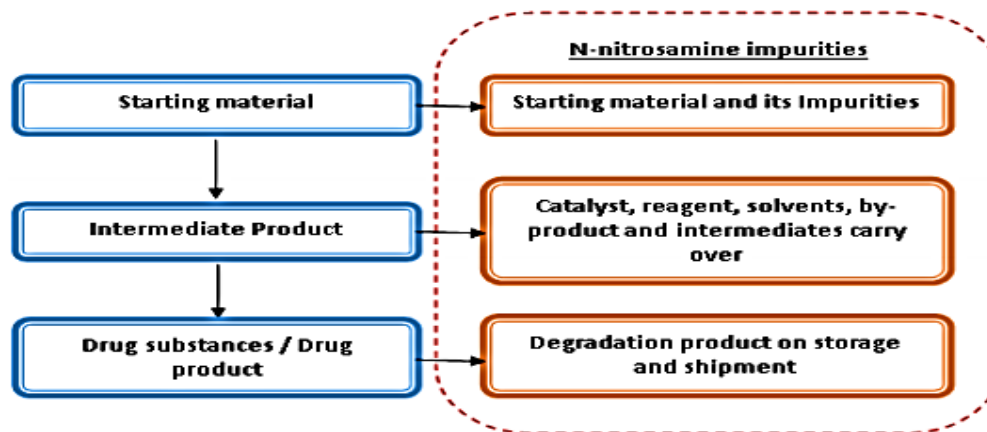 N-nitrosamine impurities
Starting material
Starting material and its Impurities
Intermediate Product
Catalyst, reagent, solvents, by-
product and intermediates carry
over
Drug substances / Drug
product
Degradation product on storage
and shipment